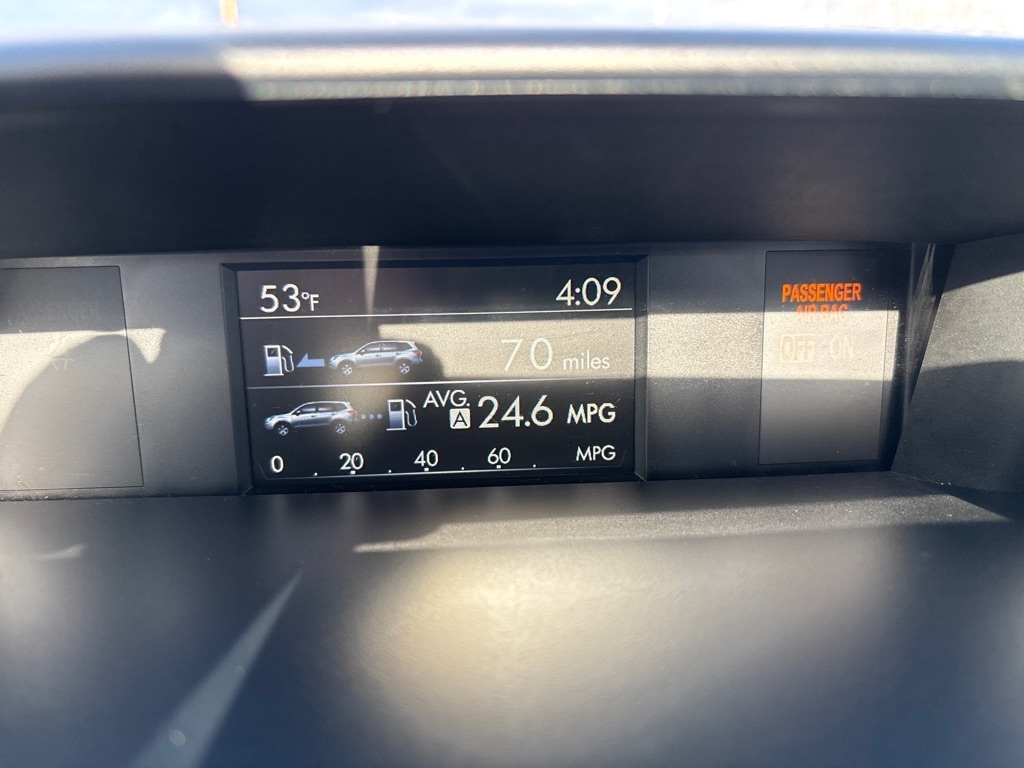 53°F 4:09
70 miles
AVG.
A 24.6 MPG
0 . 20 . 40 . 60 . MPG
PASSENGER
AIR BAG
OFF ON